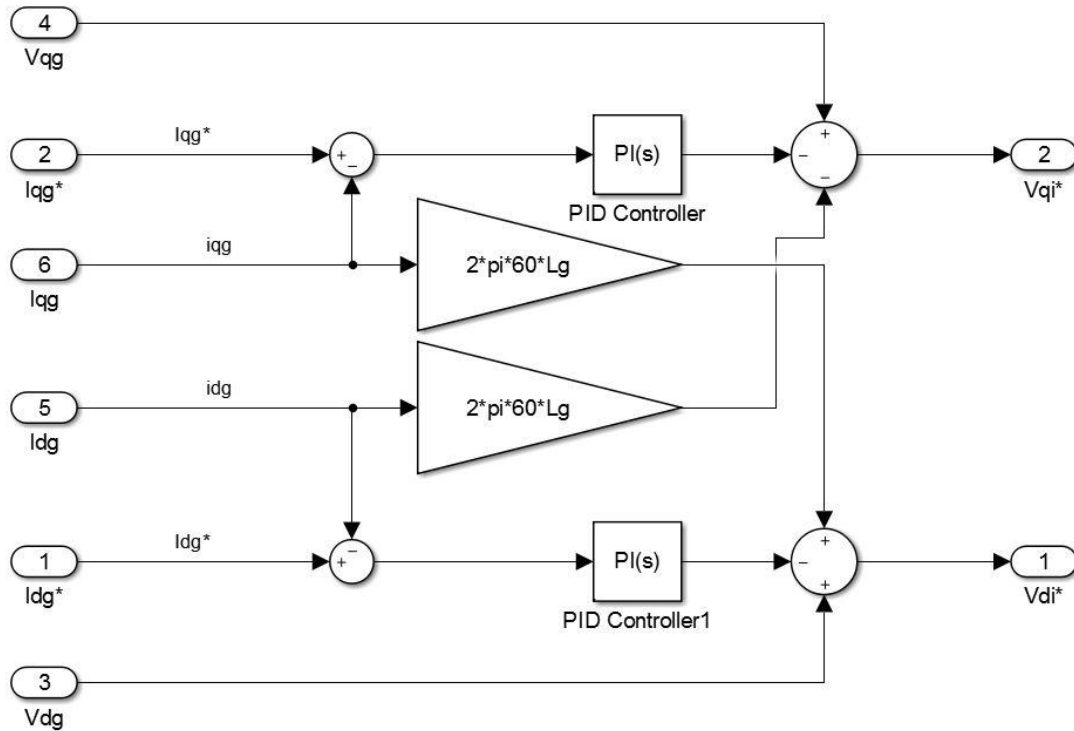 4
Vqg
Iqg*
2
Iqg*
+
−
PI(s)
PID Controller
+
−
−
2
Vqi*
iqg
6
Iqg
2*pi*60*Lg
idg
5
Idg
2*pi*60*Lg
Idg*
1
Idg*
−
+
PI(s)
PID Controller1
+
−
+
1
Vdi*
3
Vdg